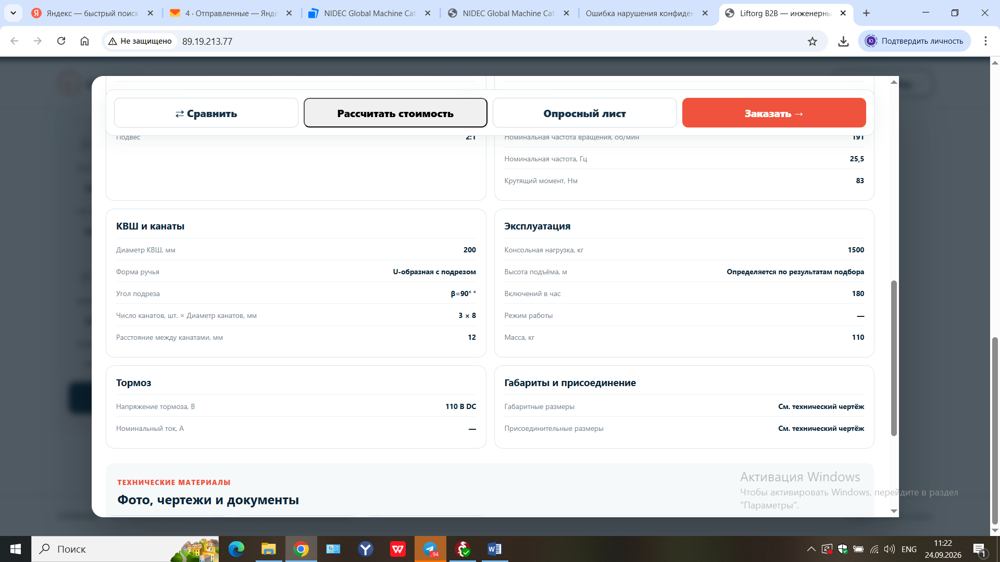 Яндекс — быстрый поиск
4 · Отправленные — Янде
NIDEC Global Machine Cat
NIDEC Global Machine Cat
Ошибка нарушения конфиден
Liftorg B2B — инженерны
Не защищено
89.19.213.77
Подтвердить личность
⇄ Сравнить
Рассчитать стоимость
Опросный лист
Заказать →
Подвес
2:1
Номинальная частота вращения, об/мин
191
Номинальная частота, Гц
25,5
Крутящий момент, Нм
83
КВШ и канаты
Диаметр КВШ, мм
200
Форма ручья
U-образная с подрезом
Угол подреза
β=90° °
Число канатов, шт. × Диаметр канатов, мм
3 × 8
Расстояние между канатами, мм
12
Эксплуатация
Консольная нагрузка, кг
1500
Высота подъёма, м
Определяется по результатам подбора
Включений в час
180
Режим работы
—
Масса, кг
110
Тормоз
Напряжение тормоза, В
110 В DC
Номинальный ток, А
—
Габариты и присоединение
Габаритные размеры
См. технический чертёж
Присоединительные размеры
См. технический чертёж
ТЕХНИЧЕСКИЕ МАТЕРИАЛЫ
Фото, чертежи и документы
Активация Windows
Чтобы активировать Windows, перейдите в раздел
"Параметры".
Поиск
..94
ENG
11:22
24.09.2026
1